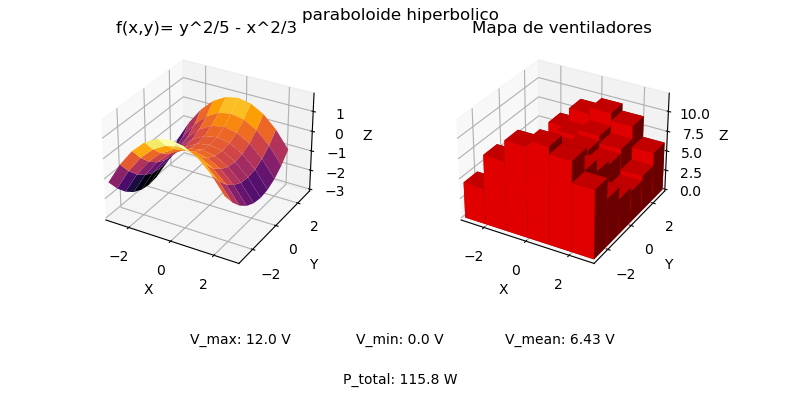 paraboloide hiperbolico
f(x,y)= y^2/5 - x^2/3
Mapa de ventiladores
1
0
−1
−2
−3
Z
−2
0
2
X
−2
0
2
Y
10.0
7.5
5.0
2.5
0.0
Z
−2
0
2
X
−2
0
2
Y
V_max: 12.0 V
V_min: 0.0 V
V_mean: 6.43 V
P_total: 115.8 W